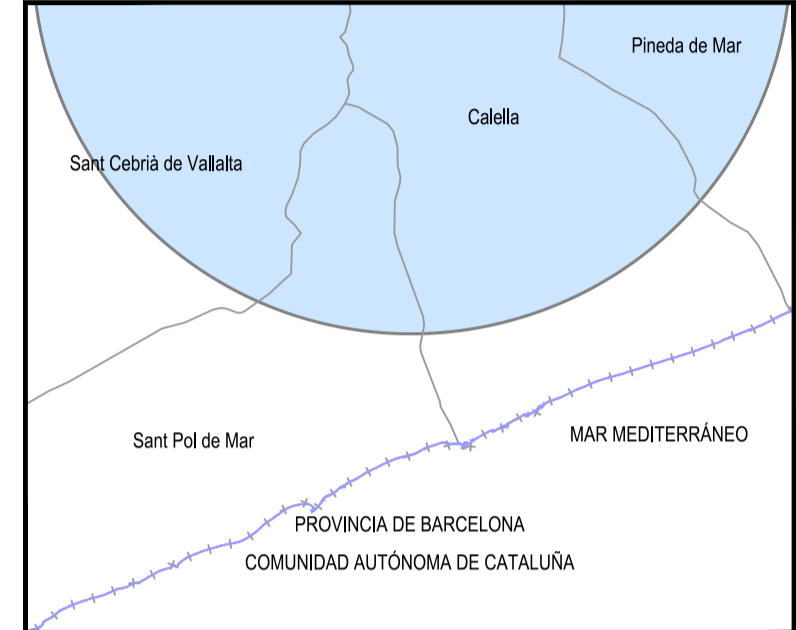 Pineda de Mar
Calella
Sant Cebrià de Vallalta
Sant Pol de Mar
MAR MEDITERRÁNEO
PROVINCIA DE BARCELONA
COMUNIDAD AUTÓNOMA DE CATALUÑA